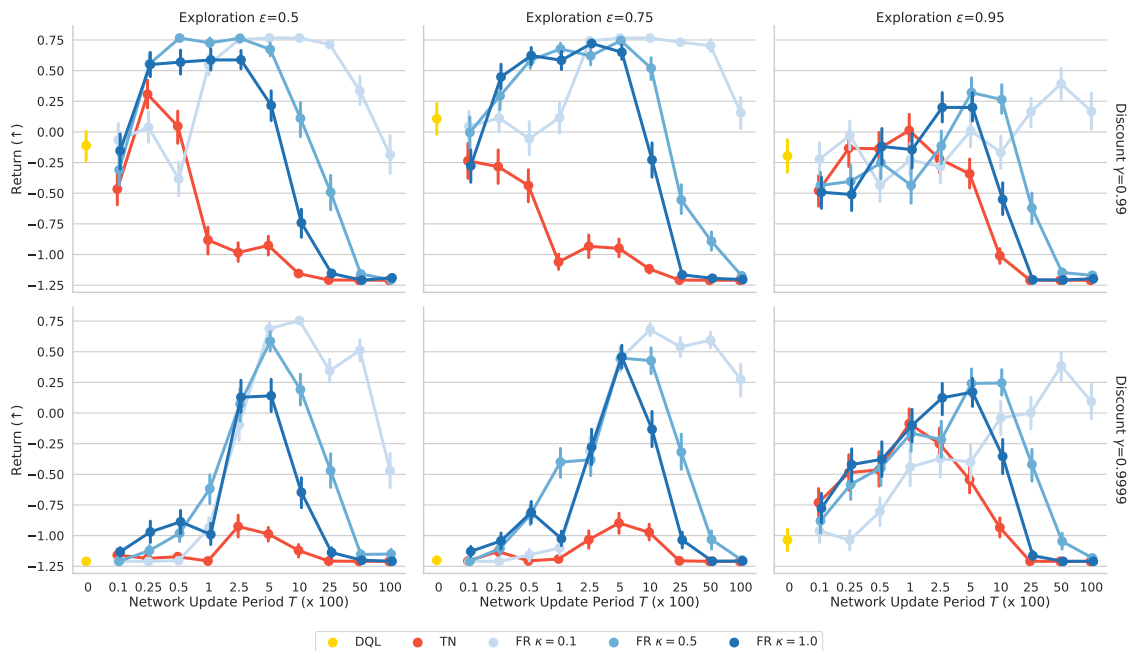 Exploration ε=0.5
Exploration ε=0.75
Exploration ε=0.95
Return (↑)
0.75
0.50
0.25
0.00
−0.25
−0.50
−0.75
−1.00
−1.25
Discount γ=0.99
Return (↑)
0.75
0.50
0.25
0.00
−0.25
−0.50
−0.75
−1.00
−1.25
Discount γ=0.9999
0 0.1 0.25 0.5 1 2.5 5 10 25 50 100
0 0.1 0.25 0.5 1 2.5 5 10 25 50 100
0 0.1 0.25 0.5 1 2.5 5 10 25 50 100
Network Update Period T (x 100)
Network Update Period T (x 100)
Network Update Period T (x 100)
DQL TN FR κ = 0.1 FR κ = 0.5 FR κ = 1.0